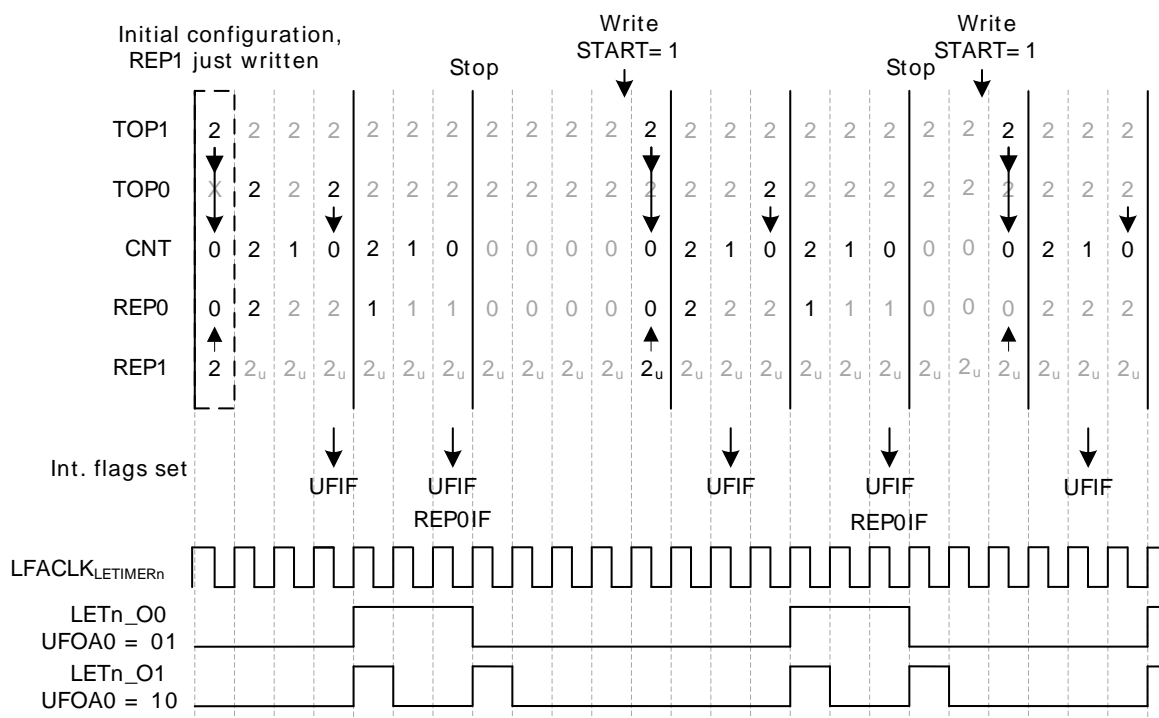 Initial configuration,
REP1 just written
Stop
Write
START= 1
Stop
Write
START= 1
TOP1 2 2 2 2 2 2 2 2 2 2 2 2 2 2 2 2 2 2 2 2 2 2 2 2
TOP0 X 2 2 2 2 2 2 2 2 2 2 2 2 2 2 2 2 2 2 2 2 2 2 2
CNT 0 2 1 0 2 1 0 0 0 0 0 0 2 1 0 2 1 0 0 0 0 2 1 0
REP0 0 2 2 2 1 1 1 0 0 0 0 0 2 2 2 1 1 1 0 0 0 2 2 2
REP1 2 2u 2u 2u 2u 2u 2u 2u 2u 2u 2u 2u 2u 2u 2u 2u 2u 2u 2u 2u 2u 2u 2u 2u
Int. flags set
UFIF UFIF UFIF UFIF UFIF
REP0IF REP0IF
LFACLKLETIMERn
LETn_O0
UFOA0 = 01
LETn_O1
UFOA0 = 10